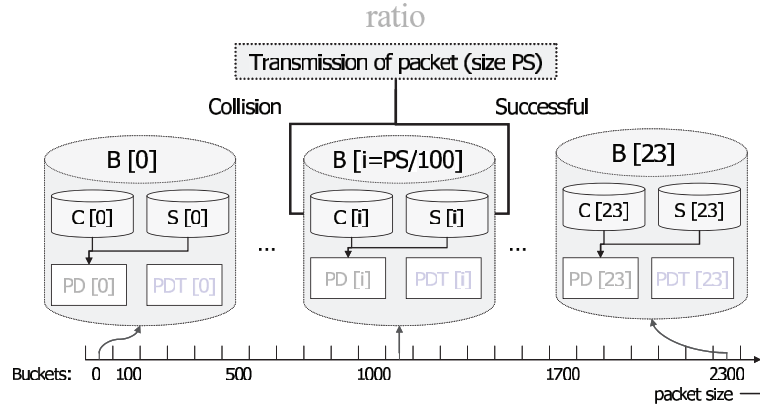 ratio
Transmission of packet (size PS)
Collision Successful
B [0] B [i=PS/100] B [23]
C [0] S [0] C [i] S [i] C [23] S [23]
... ...
PD [0] PDT [0] PD [i] PDT [i] PD [23] PDT [23]
Buckets: 0 100 500 1000 1700 2300
packet size